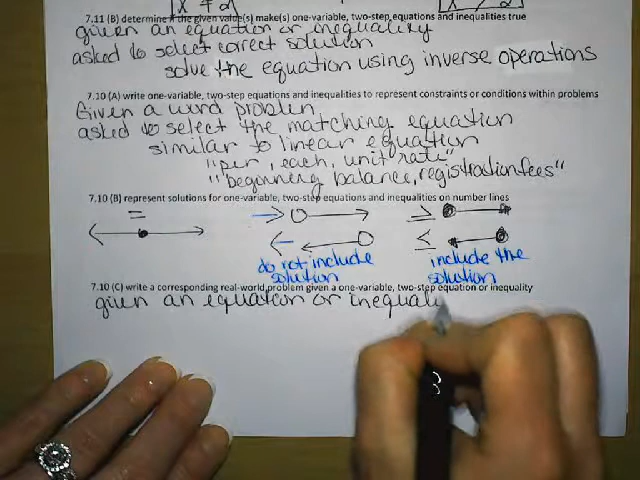 x ≠ 2
7.11 (B) determine if the given value(s) make(s) one-variable, two-step equations and inequalities true
given an equation or inequality
asked to select correct solution
solve the equation using inverse operations
7.10 (A) write one-variable, two-step equations and inequalities to represent constraints or conditions within problems
Given a word problem
asked to select the matching equation
similar to linear equation
"per, each, unit rate"
"beginning balance, registration fees"
7.10 (B) represent solutions for one-variable, two-step equations and inequalities on number lines
= > ≥
< ≤
do not include solution
include the solution
7.10 (C) write a corresponding real-world problem given a one-variable, two-step equation or inequality
given an equation or inequali